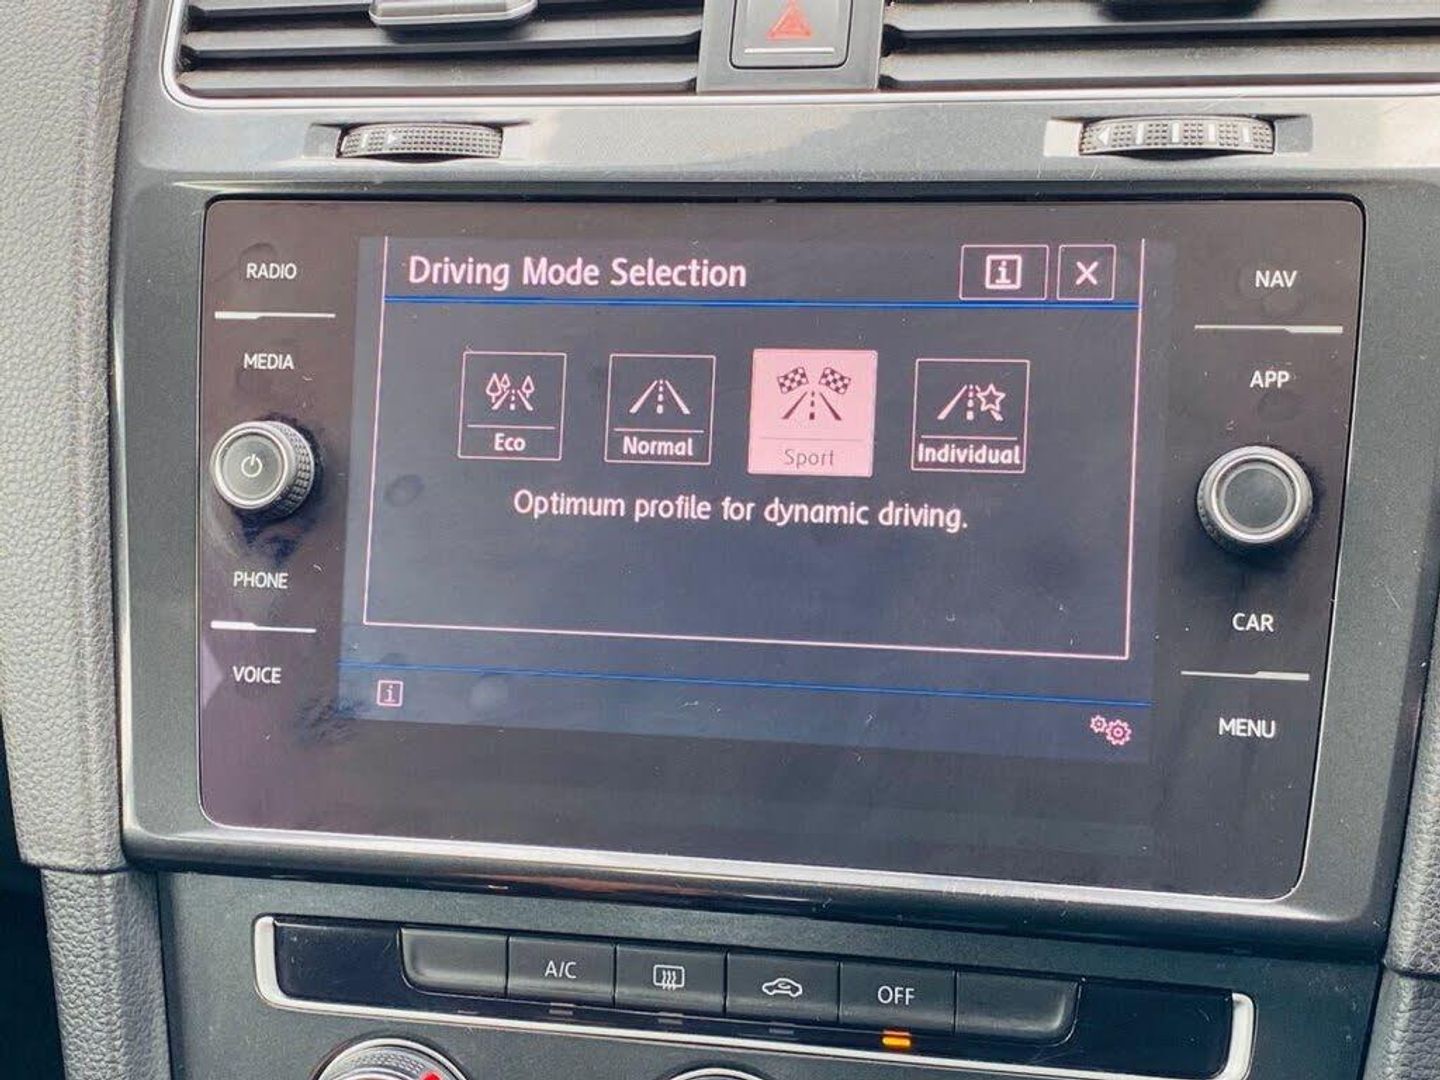 RADIO
MEDIA
PHONE
VOICE
Driving Mode Selection
i
X
Eco
Normal
Sport
Individual
Optimum profile for dynamic driving.
i
NAV
APP
CAR
MENU
A/C
OFF